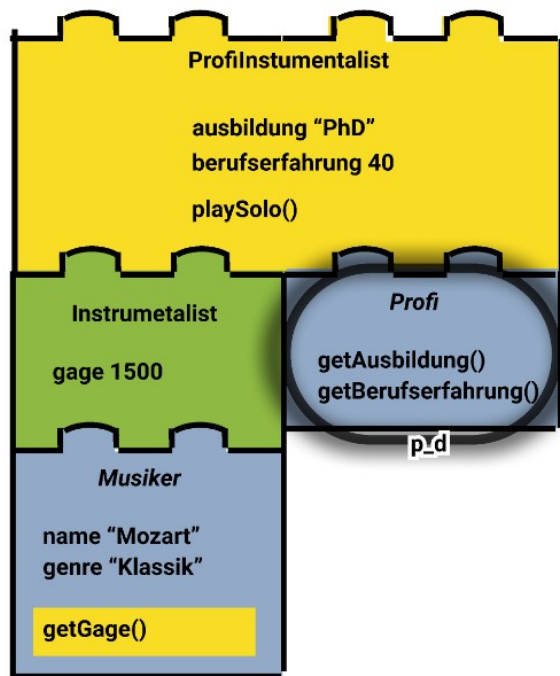 ProfiInstumentalist
ausbildung “PhD”
berufserfahrung 40
playSolo()
Instrumetalist
gage 1500
Profi
getAusbildung()
getBerufserfahrung()
p_d
Musiker
name “Mozart”
genre “Klassik”
getGage()